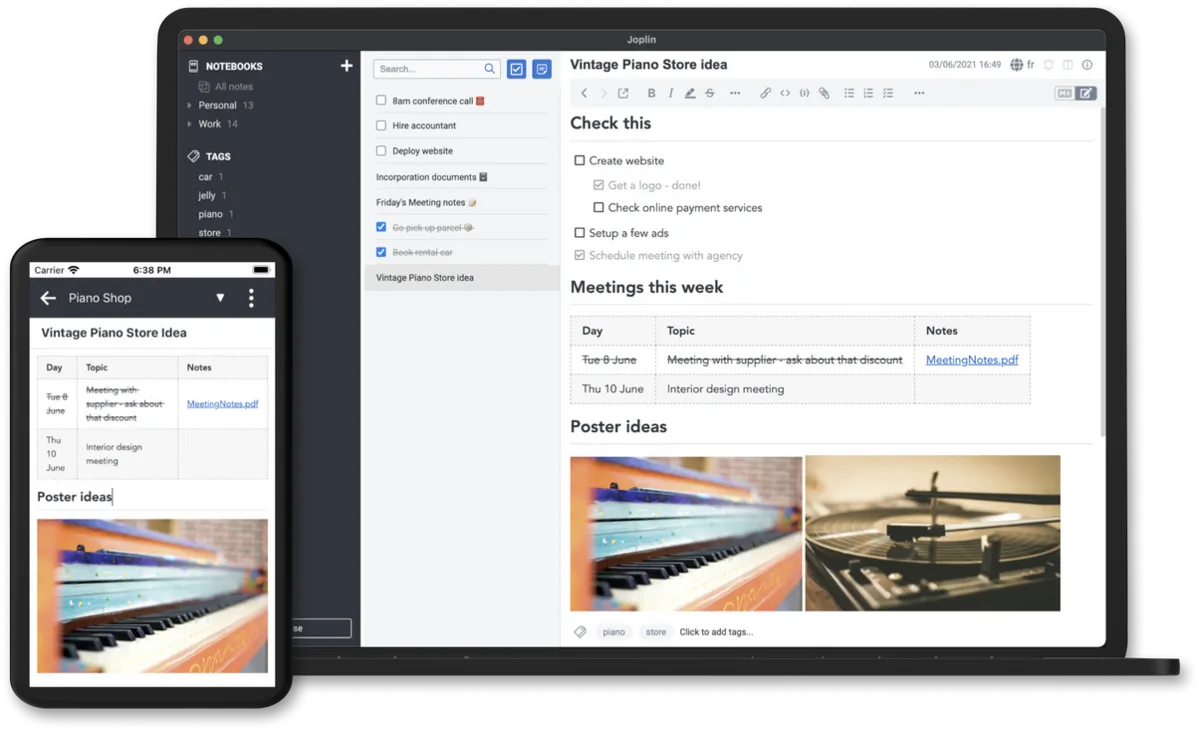 Joplin
NOTEBOOKS
All notes
Personal 13
Work 14
TAGS
car 1
jelly 1
piano 1
store 1
se
Search...
8am conference call
Hire accountant
Deploy website
Incorporation documents
Friday's Meeting notes
Go pick up parcel
Book rental car
Vintage Piano Store idea
Vintage Piano Store idea
03/06/2021 16:49 fr
B I S
Check this
Create website
Get a logo - done!
Check online payment services
Setup a few ads
Schedule meeting with agency
Meetings this week
Day Topic Notes
Tue 8 June Meeting with supplier - ask about that discount MeetingNotes.pdf
Thu 10 June Interior design meeting
Poster ideas
piano store Click to add tags...
Carrier 6:38 PM
Piano Shop
Vintage Piano Store Idea
Day Topic Notes
Tue 8
June
Meeting with
supplier - ask about
that discount
MeetingNotes.pdf
Thu
10
June
Interior design
meeting
Poster ideas